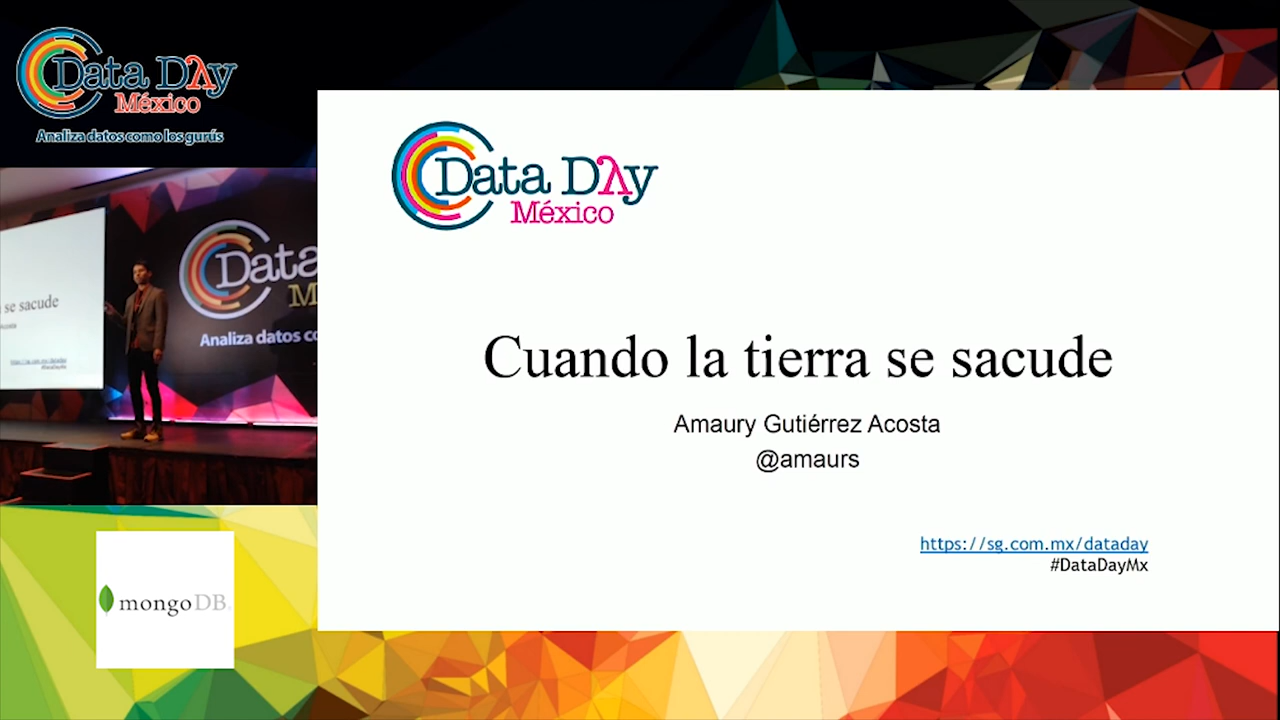 Data Dλy
México
Analiza datos como los gurús
Data Dλy
México
Cuando la tierra se sacude
Amaury Gutiérrez Acosta
@amaurs
https://sg.com.mx/dataday
#DataDayMx
se sacude
Data
M
Analiza datos co
mongoDB